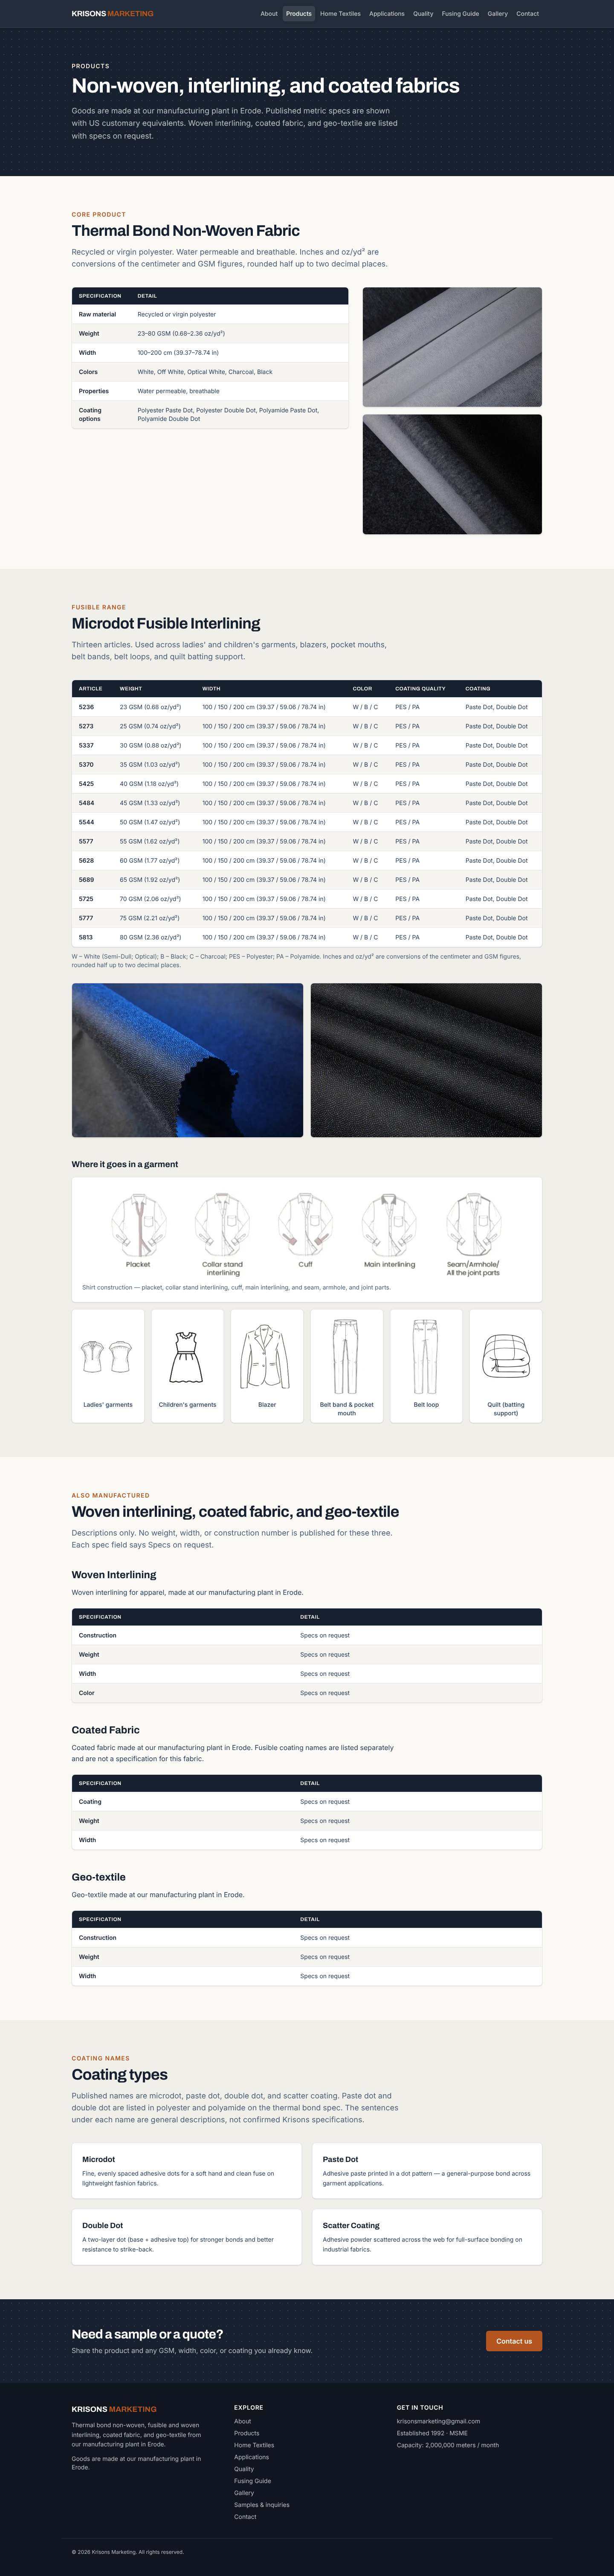 KRISONS MARKETING
About Products Home Textiles Applications Quality Fusing Guide Gallery Contact
PRODUCTS
Non-woven, interlining, and coated fabrics
Goods are made at our manufacturing plant in Erode. Published metric specs are shown
with US customary equivalents. Woven interlining, coated fabric, and geo-textile are listed
with specs on request.
CORE PRODUCT
Thermal Bond Non-Woven Fabric
Recycled or virgin polyester. Water permeable and breathable. Inches and oz/yd² are
conversions of the centimeter and GSM figures, rounded half up to two decimal places.
SPECIFICATION DETAIL
Raw material Recycled or virgin polyester
Weight 23–80 GSM (0.68–2.36 oz/yd²)
Width 100–200 cm (39.37–78.74 in)
Colors White, Off White, Optical White, Charcoal, Black
Properties Water permeable, breathable
Coating options Polyester Paste Dot, Polyester Double Dot, Polyamide Paste Dot,
Polyamide Double Dot
FUSIBLE RANGE
Microdot Fusible Interlining
Thirteen articles. Used across ladies' and children's garments, blazers, pocket mouths,
belt bands, belt loops, and quilt batting support.
ARTICLE WEIGHT WIDTH COLOR COATING QUALITY COATING
5236 23 GSM (0.68 oz/yd²) 100 / 150 / 200 cm (39.37 / 59.06 / 78.74 in) W / B / C PES / PA Paste Dot, Double Dot
5273 25 GSM (0.74 oz/yd²) 100 / 150 / 200 cm (39.37 / 59.06 / 78.74 in) W / B / C PES / PA Paste Dot, Double Dot
5337 30 GSM (0.88 oz/yd²) 100 / 150 / 200 cm (39.37 / 59.06 / 78.74 in) W / B / C PES / PA Paste Dot, Double Dot
5370 35 GSM (1.03 oz/yd²) 100 / 150 / 200 cm (39.37 / 59.06 / 78.74 in) W / B / C PES / PA Paste Dot, Double Dot
5425 40 GSM (1.18 oz/yd²) 100 / 150 / 200 cm (39.37 / 59.06 / 78.74 in) W / B / C PES / PA Paste Dot, Double Dot
5484 45 GSM (1.33 oz/yd²) 100 / 150 / 200 cm (39.37 / 59.06 / 78.74 in) W / B / C PES / PA Paste Dot, Double Dot
5544 50 GSM (1.47 oz/yd²) 100 / 150 / 200 cm (39.37 / 59.06 / 78.74 in) W / B / C PES / PA Paste Dot, Double Dot
5577 55 GSM (1.62 oz/yd²) 100 / 150 / 200 cm (39.37 / 59.06 / 78.74 in) W / B / C PES / PA Paste Dot, Double Dot
5628 60 GSM (1.77 oz/yd²) 100 / 150 / 200 cm (39.37 / 59.06 / 78.74 in) W / B / C PES / PA Paste Dot, Double Dot
5689 65 GSM (1.92 oz/yd²) 100 / 150 / 200 cm (39.37 / 59.06 / 78.74 in) W / B / C PES / PA Paste Dot, Double Dot
5725 70 GSM (2.06 oz/yd²) 100 / 150 / 200 cm (39.37 / 59.06 / 78.74 in) W / B / C PES / PA Paste Dot, Double Dot
5777 75 GSM (2.21 oz/yd²) 100 / 150 / 200 cm (39.37 / 59.06 / 78.74 in) W / B / C PES / PA Paste Dot, Double Dot
5813 80 GSM (2.36 oz/yd²) 100 / 150 / 200 cm (39.37 / 59.06 / 78.74 in) W / B / C PES / PA Paste Dot, Double Dot
W – White (Semi-Dull; Optical); B – Black; C – Charcoal; PES – Polyester; PA – Polyamide. Inches and oz/yd² are conversions of the centimeter and GSM figures,
rounded half up to two decimal places.
Where it goes in a garment
Placket
Collar stand
interlining
Cuff
Main interlining
Seam/Armhole/
All the joint parts
Shirt construction — placket, collar stand interlining, cuff, main interlining, and seam, armhole, and joint parts.
Ladies' garments
Children's garments
Blazer
Belt band & pocket
mouth
Belt loop
Quilt (batting
support)
ALSO MANUFACTURED
Woven interlining, coated fabric, and geo-textile
Descriptions only. No weight, width, or construction number is published for these three.
Each spec field says Specs on request.
Woven Interlining
Woven interlining for apparel, made at our manufacturing plant in Erode.
SPECIFICATION DETAIL
Construction Specs on request
Weight Specs on request
Width Specs on request
Color Specs on request
Coated Fabric
Coated fabric made at our manufacturing plant in Erode. Fusible coating names are listed separately
and are not a specification for this fabric.
SPECIFICATION DETAIL
Coating Specs on request
Weight Specs on request
Width Specs on request
Geo-textile
Geo-textile made at our manufacturing plant in Erode.
SPECIFICATION DETAIL
Construction Specs on request
Weight Specs on request
Width Specs on request
COATING NAMES
Coating types
Published names are microdot, paste dot, double dot, and scatter coating. Paste dot and
double dot are listed in polyester and polyamide on the thermal bond spec. The sentences
under each name are general descriptions, not confirmed Krisons specifications.
Microdot
Fine, evenly spaced adhesive dots for a soft hand and clean fuse on
lightweight fashion fabrics.
Paste Dot
Adhesive paste printed in a dot pattern — a general-purpose bond across
garment applications.
Double Dot
A two-layer dot (base + adhesive top) for stronger bonds and better
resistance to strike-back.
Scatter Coating
Adhesive powder scattered across the web for full-surface bonding on
industrial fabrics.
Need a sample or a quote?
Share the product and any GSM, width, color, or coating you already know.
Contact us
KRISONS MARKETING
Thermal bond non-woven, fusible and woven
interlining, coated fabric, and geo-textile from
our manufacturing plant in Erode.
Goods are made at our manufacturing plant in
Erode.
EXPLORE
About
Products
Home Textiles
Applications
Quality
Fusing Guide
Gallery
Samples & inquiries
Contact
GET IN TOUCH
krisonsmarketing@gmail.com
Established 1992 · MSME
Capacity: 2,000,000 meters / month
© 2026 Krisons Marketing. All rights reserved.